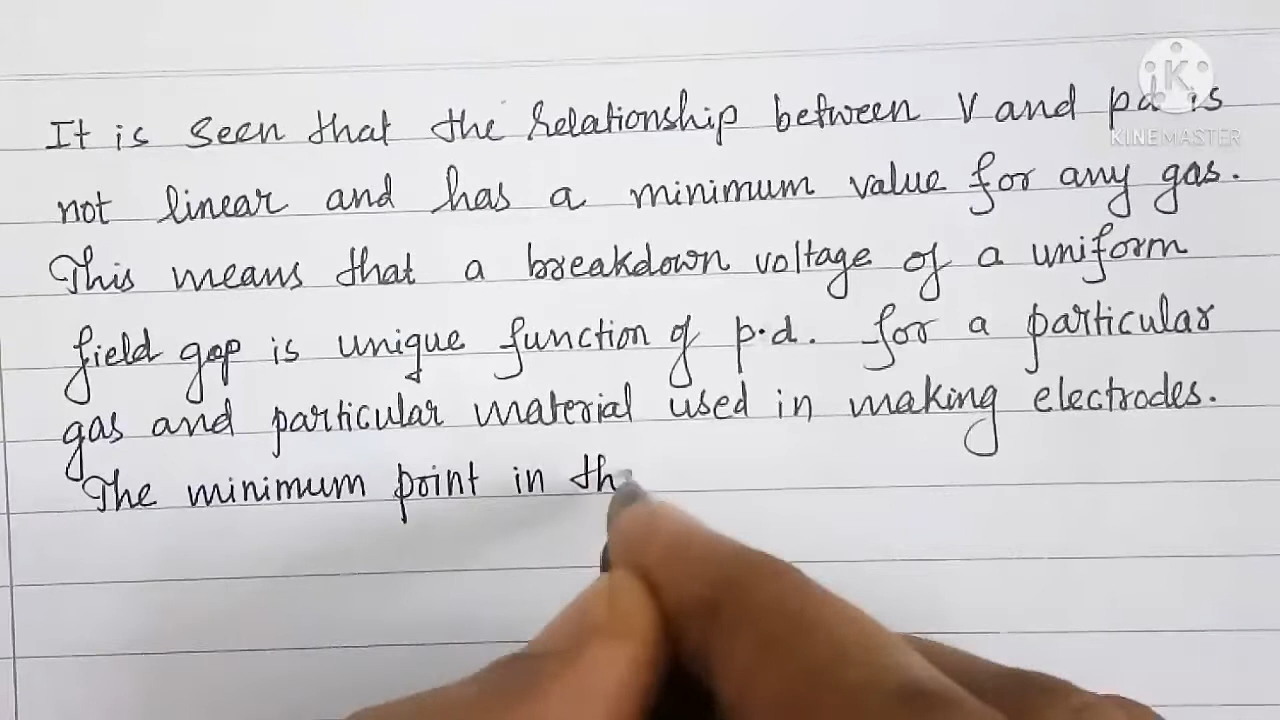 It is seen that the relationship between V and pd is
KINEMASTER
not linear and has a minimum value for any gas.
This means that a breakdown voltage of a uniform
field gap is unique function of p.d. for a particular
gas and particular material used in making electrodes.
The minimum point in th